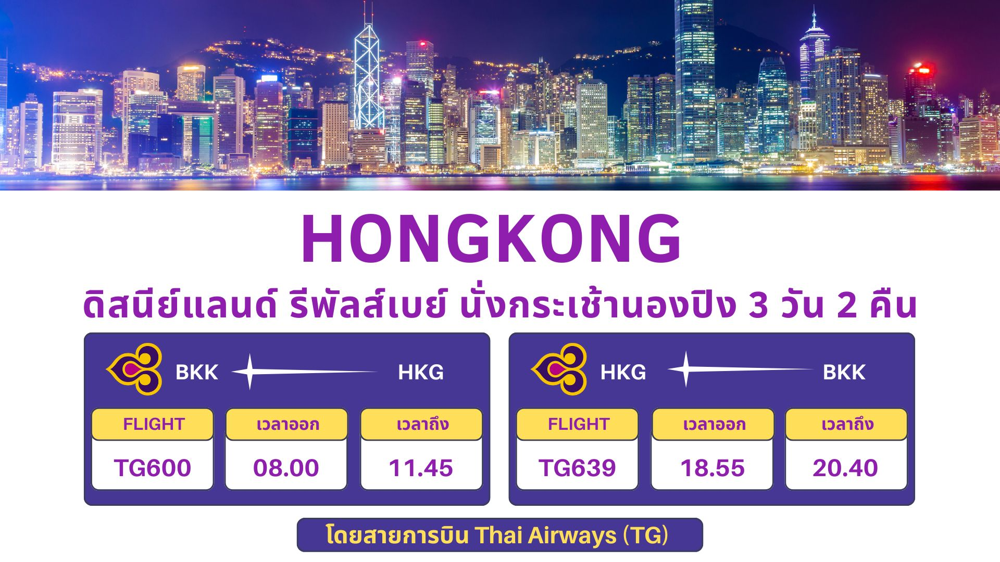 HONGKONG
ดิสนีย์แลนด์ รีพัลส์เบย์ นั่งกระเช้านองปิง 3 วัน 2 คืน
BKK HKG
FLIGHT เวลาออก เวลาถึง
TG600 08.00 11.45
HKG BKK
FLIGHT เวลาออก เวลาถึง
TG639 18.55 20.40
โดยสายการบิน Thai Airways (TG)